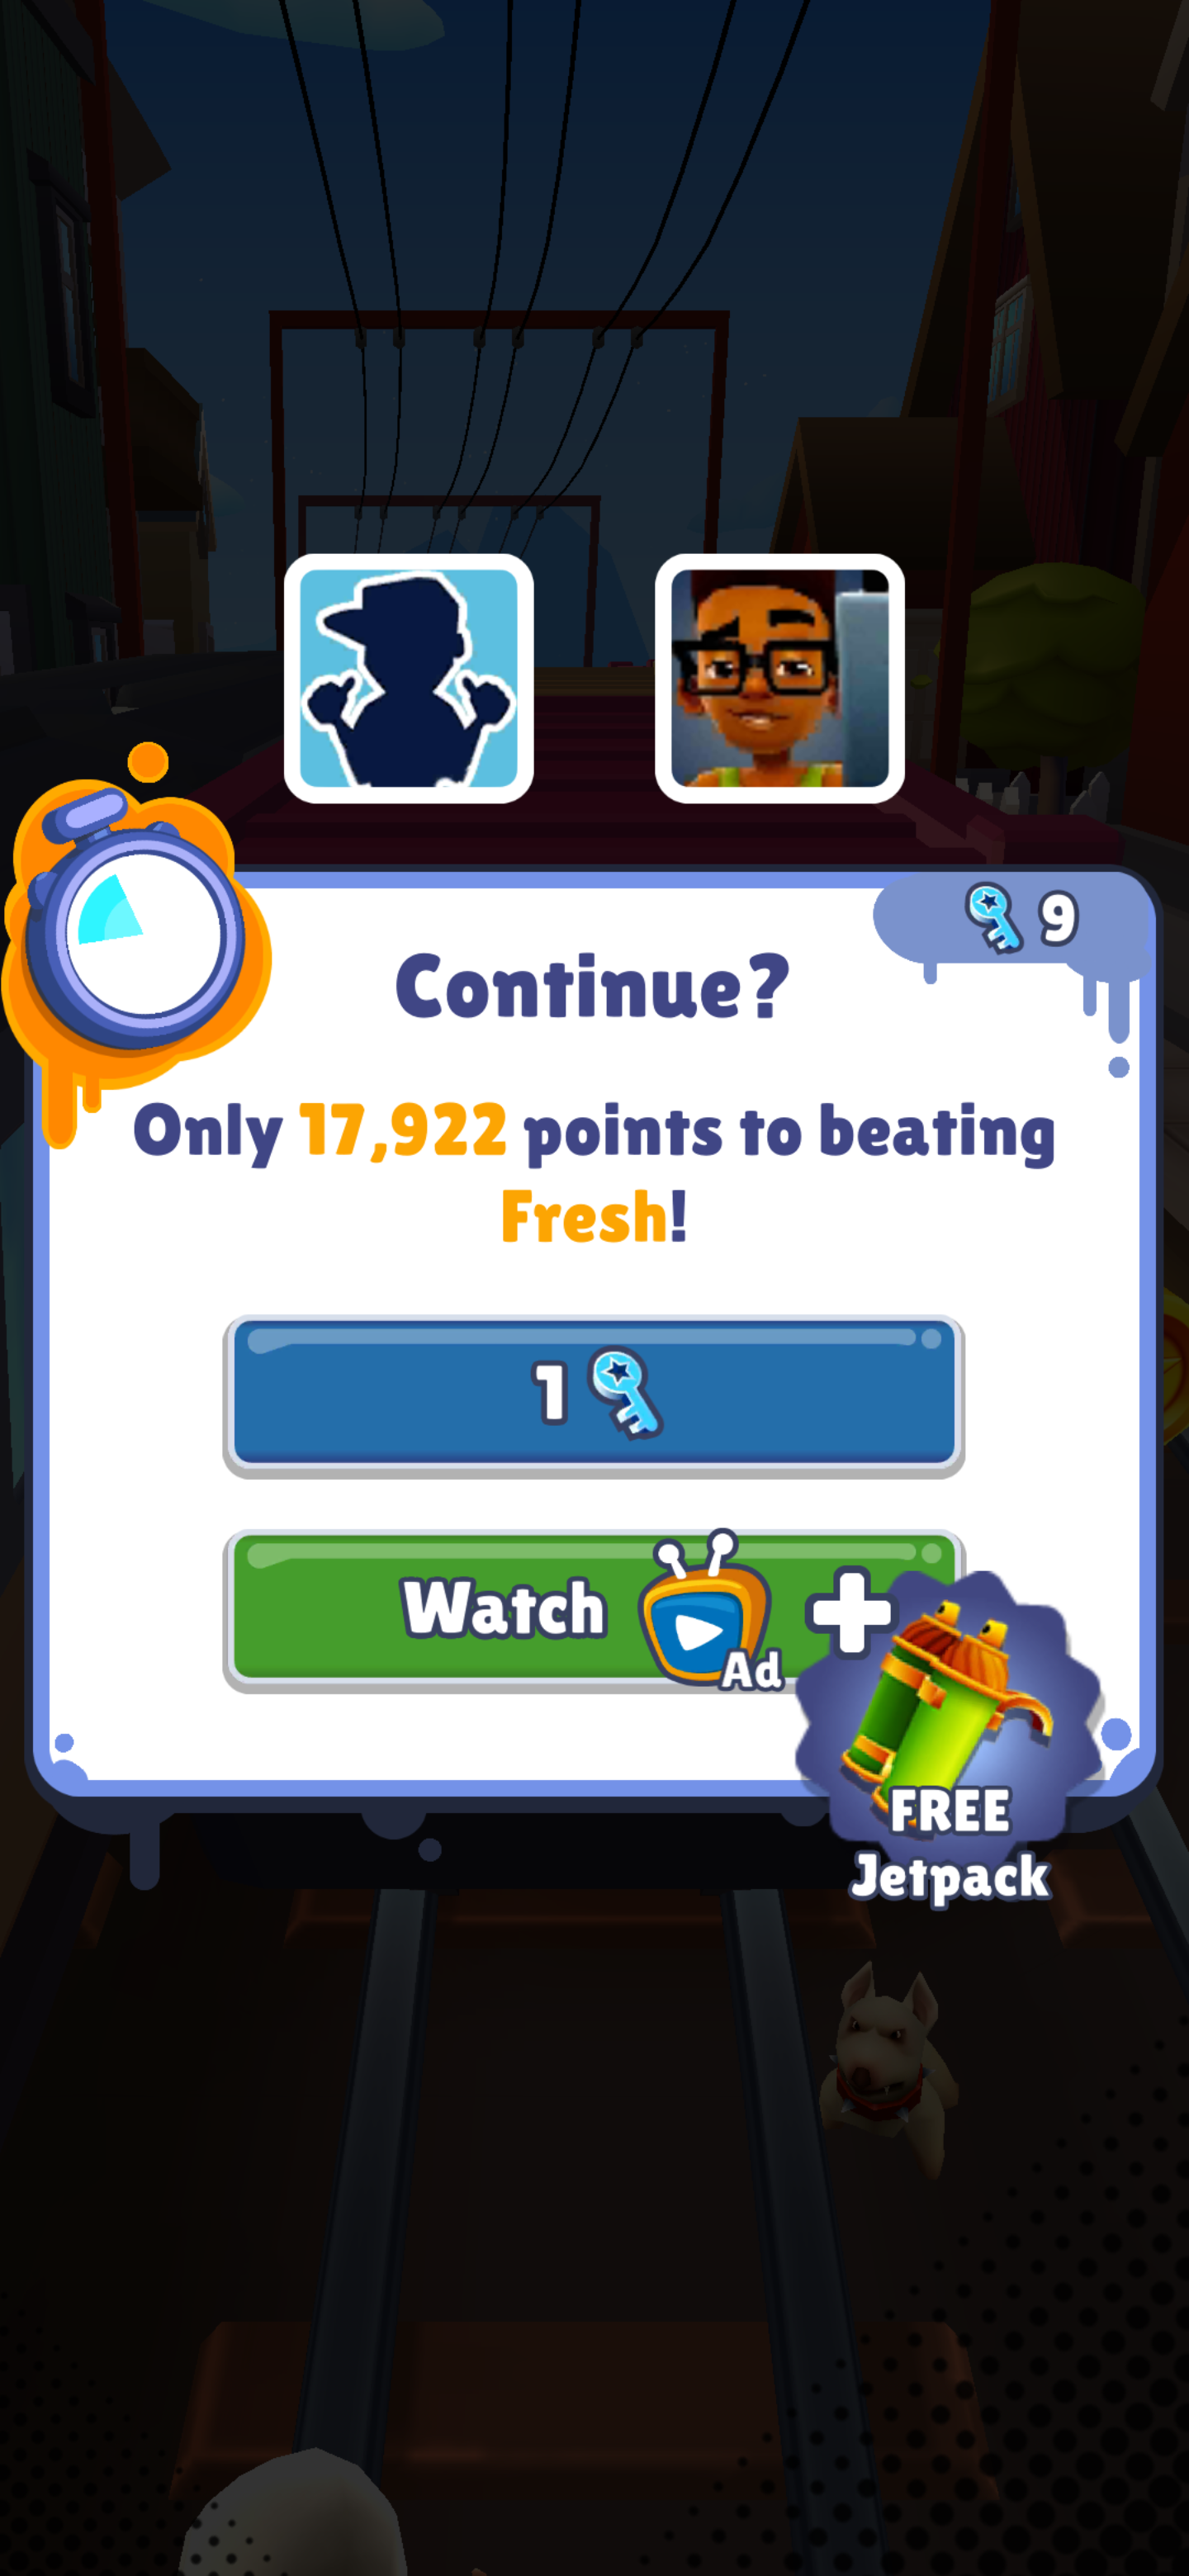 9
Continue?
Only 17,922 points to beating
Fresh!
1
Watch
Ad
FREE
Jetpack